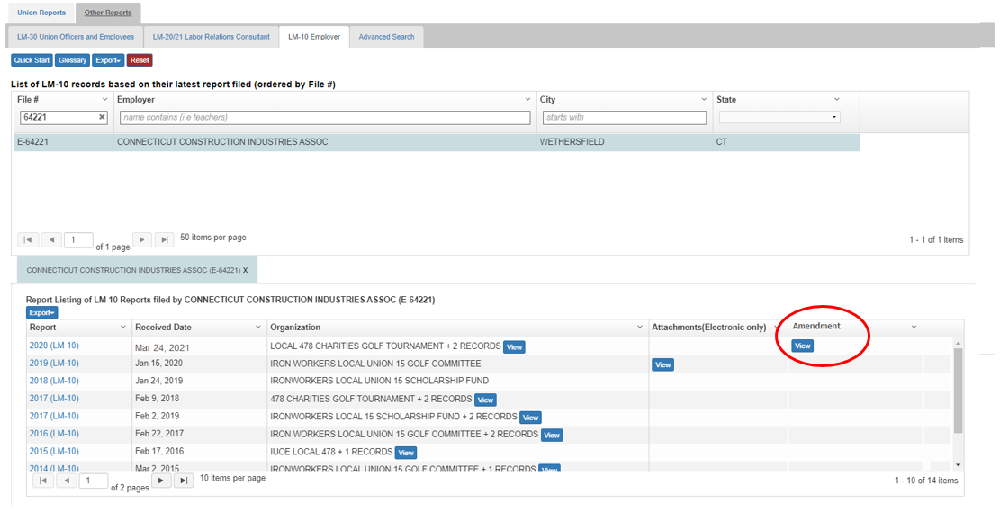 Union Reports Other Reports
LM-30 Union Officers and Employees LM-20/21 Labor Relations Consultant LM-10 Employer Advanced Search
Quick Start Glossary Export Reset
List of LM-10 records based on their latest report filed (ordered by File #)
File # Employer City State
64221 name contains (i.e teachers) starts with
E-64221 CONNECTICUT CONSTRUCTION INDUSTRIES ASSOC WETHERSFIELD CT
1 of 1 page 50 items per page 1 - 1 of 1 items
CONNECTICUT CONSTRUCTION INDUSTRIES ASSOC (E-64221) X
Report Listing of LM-10 Reports filed by CONNECTICUT CONSTRUCTION INDUSTRIES ASSOC (E-64221)
Export
Report Received Date Organization Attachments(Electronic only) Amendment
2020 (LM-10) Mar 24, 2021 LOCAL 478 CHARITIES GOLF TOURNAMENT + 2 RECORDS View View
2019 (LM-10) Jan 15, 2020 IRON WORKERS LOCAL UNION 15 GOLF COMMITTEE View
2018 (LM-10) Jan 24, 2019 IRONWORKERS LOCAL UNION 15 SCHOLARSHIP FUND
2017 (LM-10) Feb 9, 2018 478 CHARITIES GOLF TOURNAMENT + 2 RECORDS View
2017 (LM-10) Feb 2, 2019 IRONWORKERS LOCAL 15 SCHOLARSHIP FUND + 2 RECORDS View
2016 (LM-10) Feb 22, 2017 IRON WORKERS LOCAL UNION 15 GOLF COMMITTEE + 2 RECORDS View
2015 (LM-10) Feb 17, 2016 IUOE LOCAL 478 + 1 RECORDS View
2014 (LM-10) Mar 2, 2015 IRONWORKERS LOCAL UNION 15 GOLF COMMITTEE + 1 RECORDS View
1 of 2 pages 10 items per page 1 - 10 of 14 items